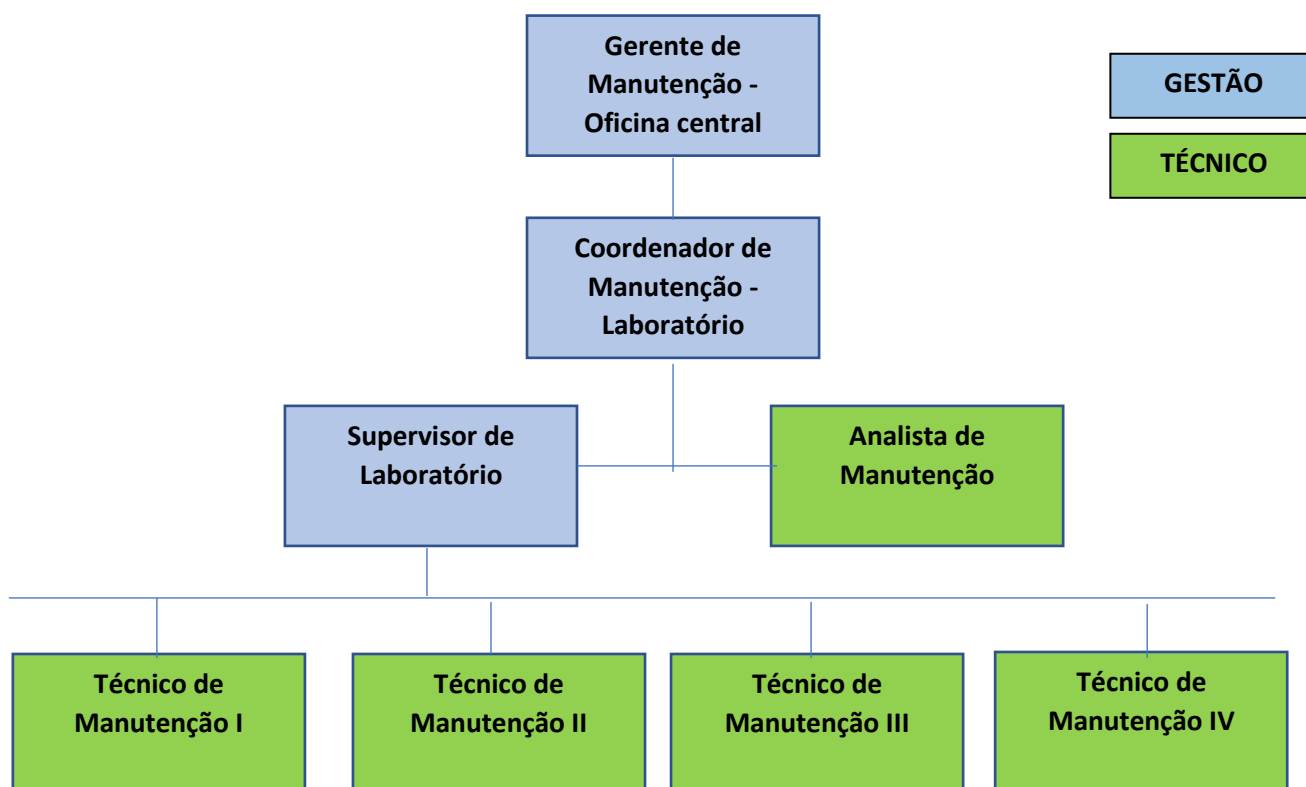 Gerente de
Manutenção -
Oficina central
GESTÃO
TÉCNICO
Coordenador de
Manutenção -
Laboratório
Supervisor de
Laboratório
Analista de
Manutenção
Técnico de
Manutenção I
Técnico de
Manutenção II
Técnico de
Manutenção III
Técnico de
Manutenção IV